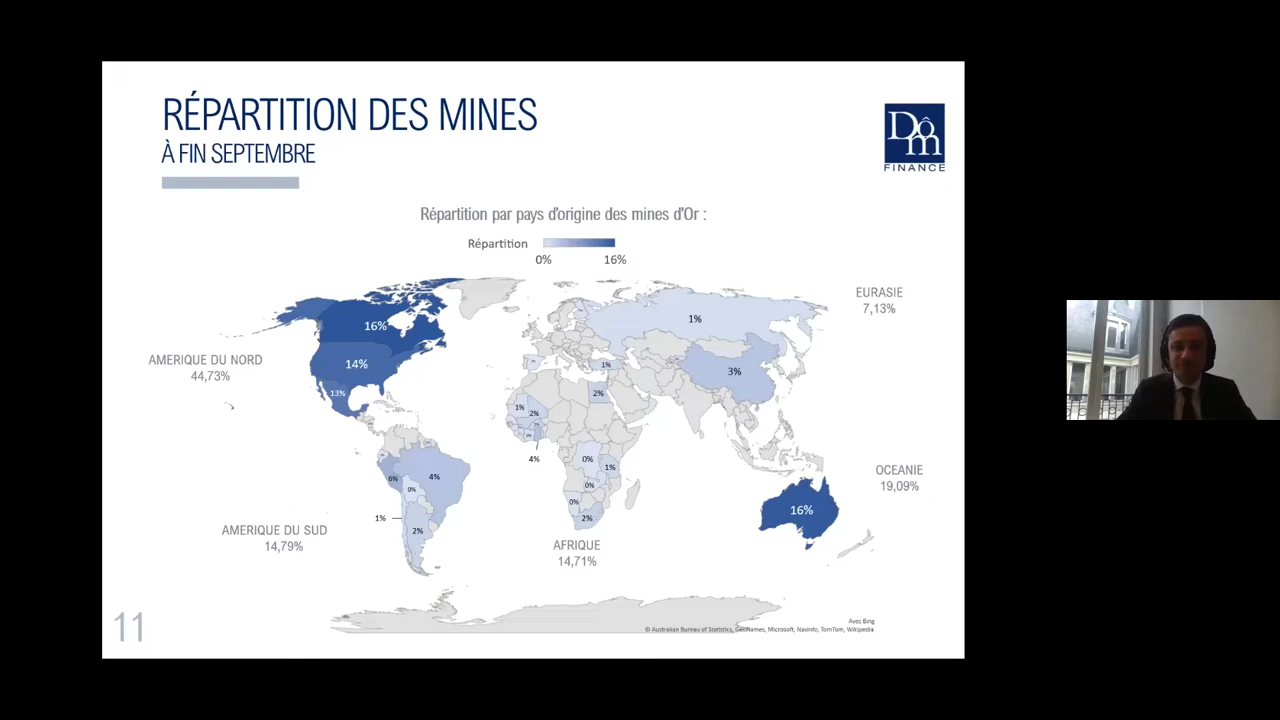 RÉPARTITION DES MINES
À FIN SEPTEMBRE
Dôm
FINANCE
Répartition par pays d'origine des mines d'Or :
Répartition
0%
16%
EURASIE
7,13%
1%
16%
AMERIQUE DU NORD
44,73%
14%
13%
1%
3%
2%
1%
2%
4%
0%
1%
OCEANIE
19,09%
6%
4%
0%
0%
0%
16%
1%
2%
2%
AMERIQUE DU SUD
14,79%
AFRIQUE
14,71%
11
Avec Bing
© Australian Bureau of Statistics, GeoNames, Microsoft, Navinfo, TomTom, Wikipedia